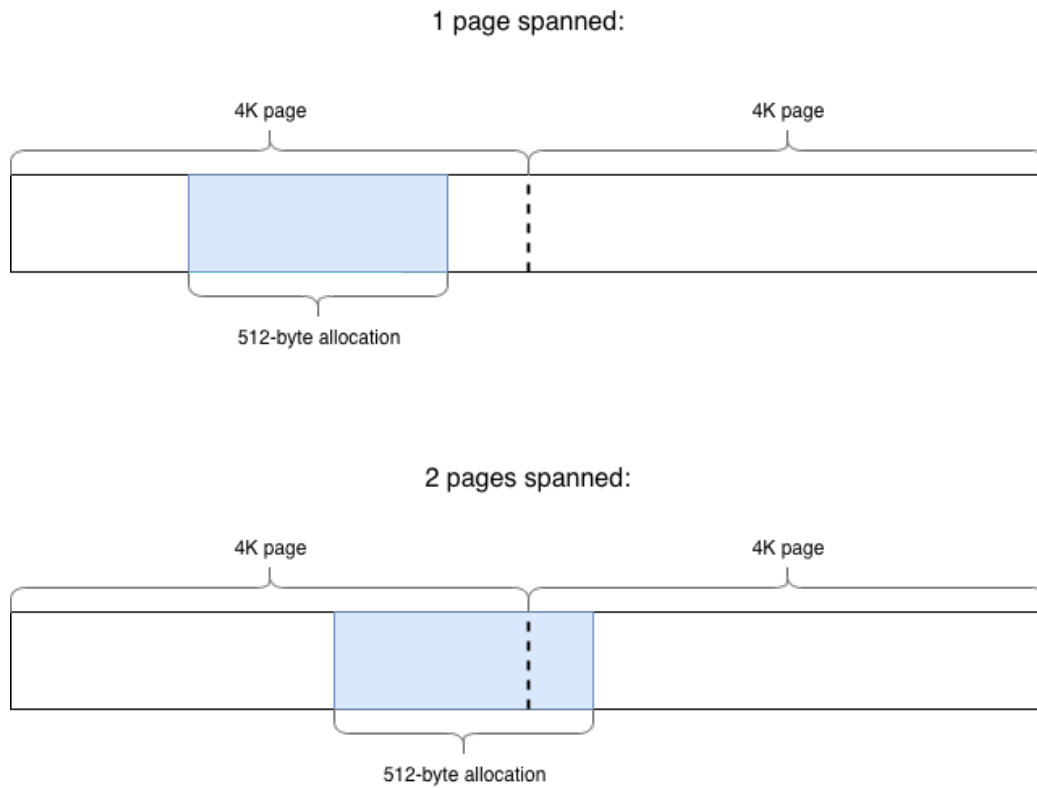 1 page spanned:
4K page
4K page
512-byte allocation
2 pages spanned:
4K page
4K page
512-byte allocation